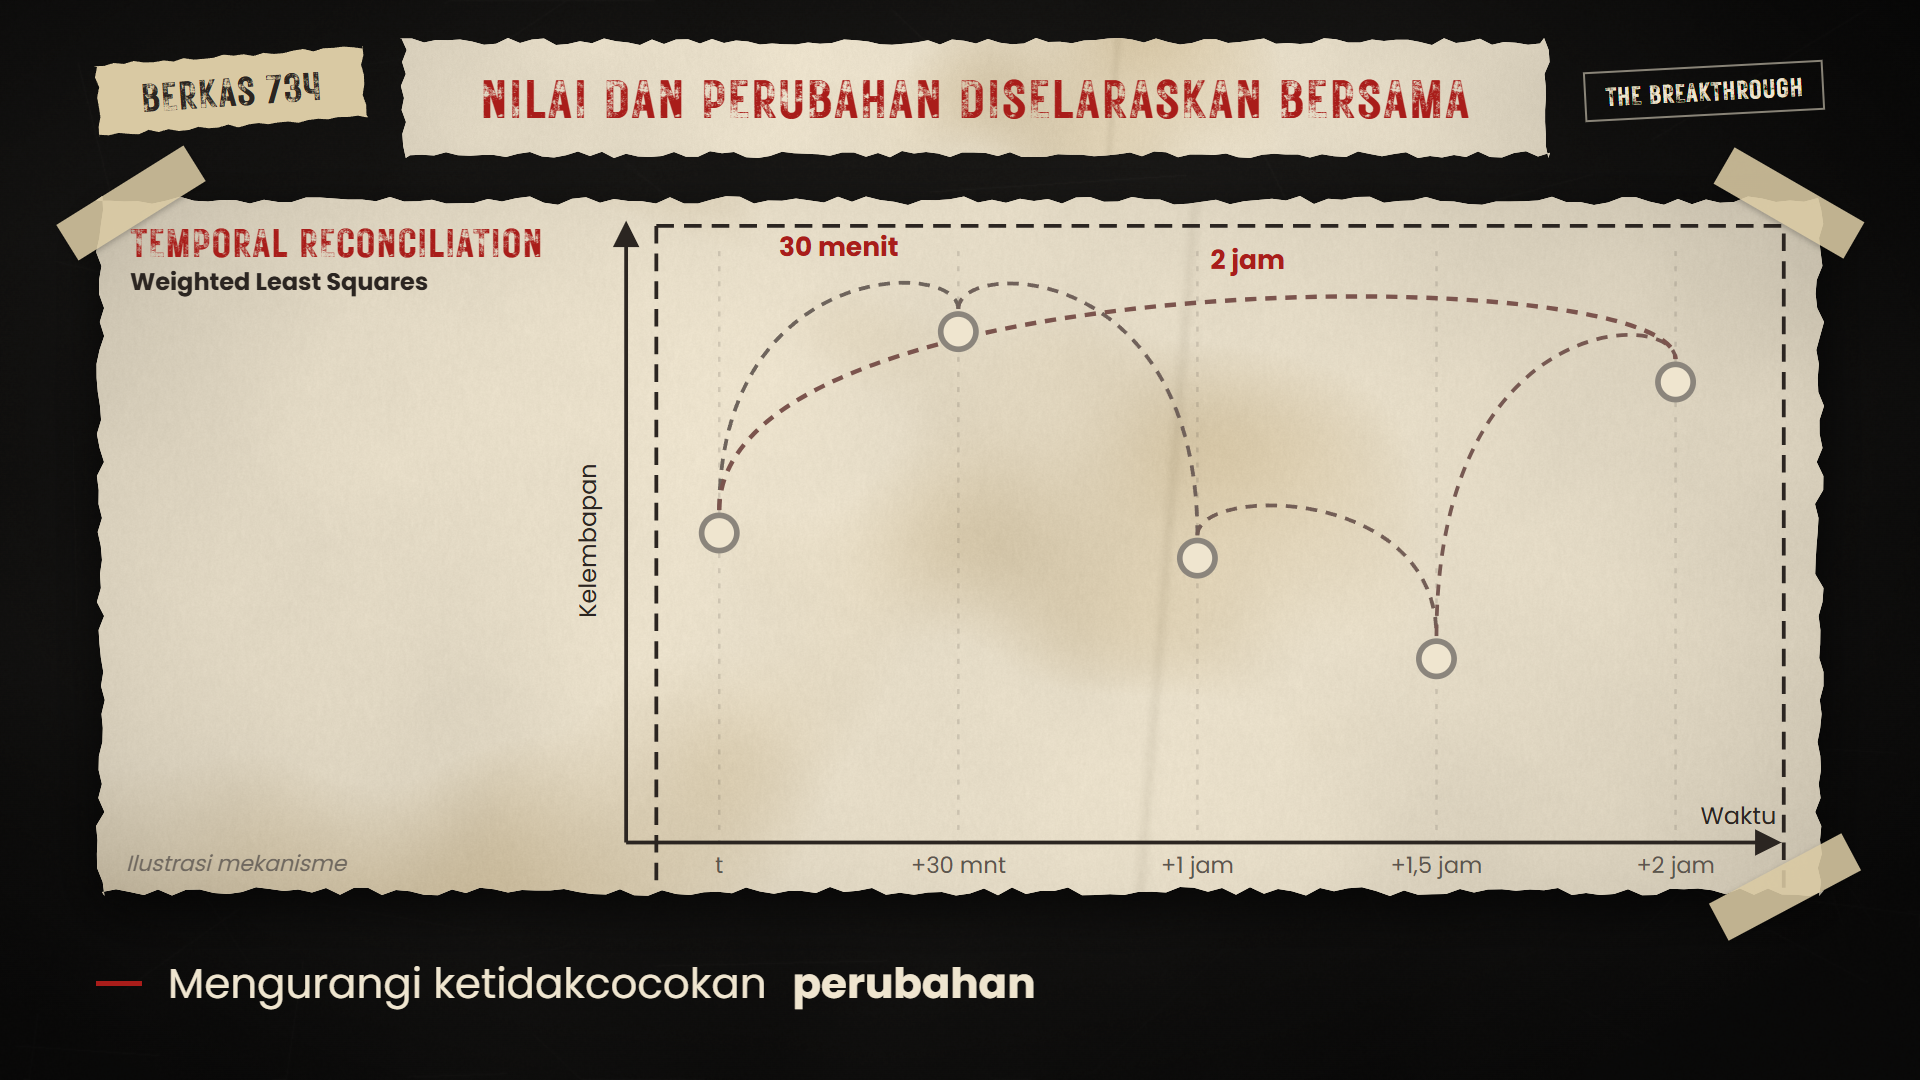 BERKAS 734
NILAI DAN PERUBAHAN DISELARASKAN BERSAMA
THE BREAKTHROUGH
TEMPORAL RECONCILIATION
Weighted Least Squares
30 menit
2 jam
Kelembapan
Waktu
t
+30 mnt
+1 jam
+1,5 jam
+2 jam
Ilustrasi mekanisme
Mengurangi ketidakcocokan perubahan